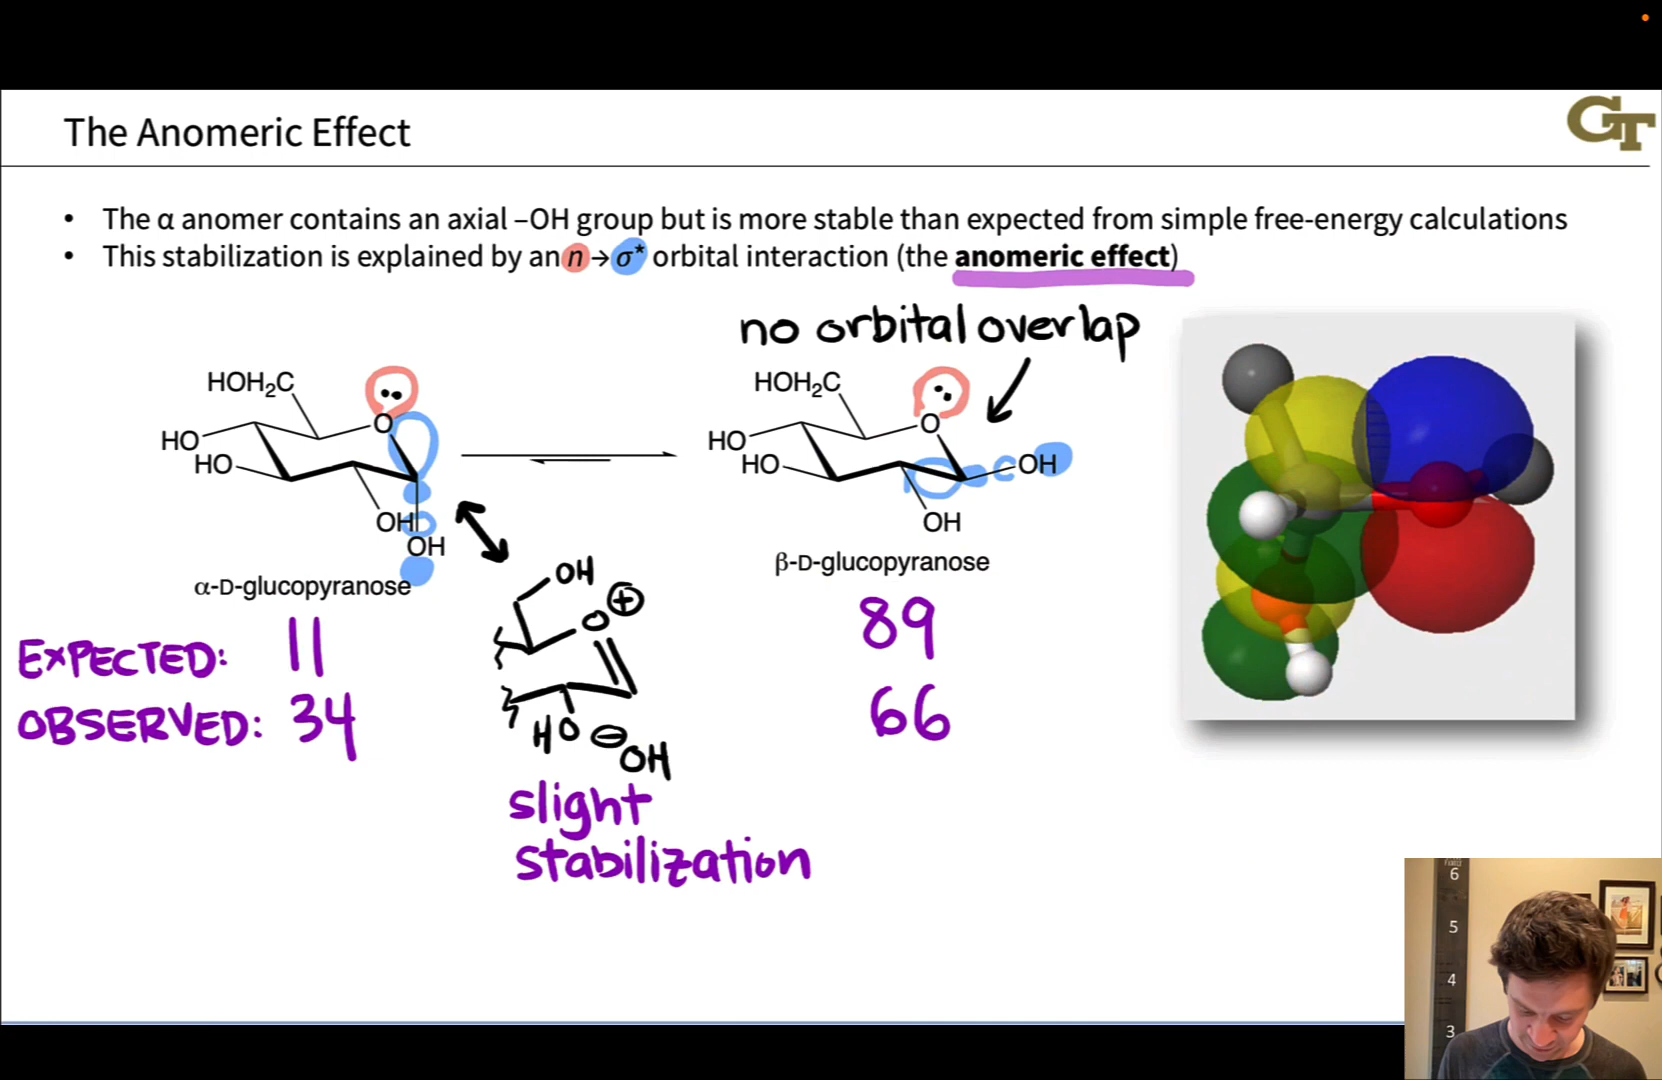 GT
The Anomeric Effect
• The α anomer contains an axial –OH group but is more stable than expected from simple free-energy calculations
• This stabilization is explained by an n→σ* orbital interaction (the anomeric effect)
no orbital overlap
HOH₂C
O
HO
HO
OH
OH
α-D-glucopyranose
HOH₂C
O
HO
HO
OH
OH
β-D-glucopyranose
OH
O⊕
HO
⊖OH
slight
stabilization
EXPECTED: 11 89
OBSERVED: 34 66
6
5
4
3